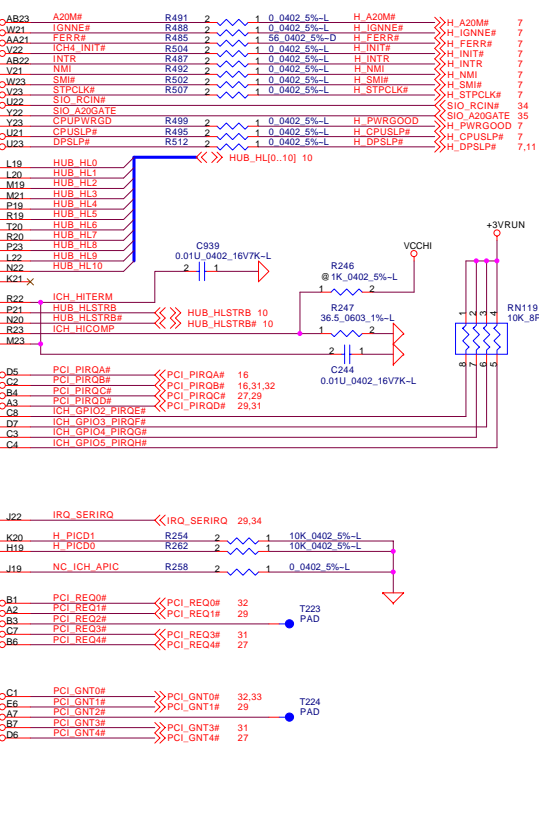 AB23 A20M# R491 2 1 0_0402_5%~L H_A20M# H_A20M# 7
W21 IGNNE# R488 2 1 0_0402_5%~L H_IGNNE# H_IGNNE# 7
AA21 FERR# R485 2 1 56_0402_5%~D H_FERR# H_FERR# 7
V22 ICH4_INIT# R504 2 1 0_0402_5%~L H_INIT# H_INIT# 7
AB22 INTR R487 2 1 0_0402_5%~L H_INTR H_INTR 7
V21 NMI R492 2 1 0_0402_5%~L H_NMI H_NMI 7
W23 SMI# R502 2 1 0_0402_5%~L H_SMI# H_SMI# 7
V23 STPCLK# R507 2 1 0_0402_5%~L H_STPCLK# H_STPCLK# 7
U22 SIO_RCIN# SIO_RCIN# 34
Y22 SIO_A20GATE SIO_A20GATE 35
Y23 CPUPWRGD R499 2 1 0_0402_5%~L H_PWRGOOD H_PWRGOOD 7
U21 CPUSLP# R495 2 1 0_0402_5%~L H_CPUSLP# H_CPUSLP# 7
U23 DPSLP# R512 2 1 0_0402_5%~L H_DPSLP# H_DPSLP# 7,11
HUB_HL[0..10] 10
L19 HUB_HL0
L20 HUB_HL1
M19 HUB_HL2
M21 HUB_HL3
P19 HUB_HL4
R19 HUB_HL5
T20 HUB_HL6
R20 HUB_HL7
P23 HUB_HL8
L22 HUB_HL9
N22 HUB_HL10
K21
C939
0.01U_0402_16V7K~L
2 1
VCCHI
+3VRUN
R246
@1K_0402_5%~L
1 2
R22 ICH_HITERM
P21 HUB_HLSTRB HUB_HLSTRB 10
N20 HUB_HLSTRB# HUB_HLSTRB# 10
R23 ICH_HICOMP
M23
R247
36.5_0603_1%~L
1 2
2 1
C244
0.01U_0402_16V7K~L
1 2 3 4
RN119
10K_8P
8 7 6 5
D5 PCI_PIRQA# PCI_PIRQA# 16
C2 PCI_PIRQB# PCI_PIRQB# 16,31,32
B4 PCI_PIRQC# PCI_PIRQC# 27,29
A3 PCI_PIRQD# PCI_PIRQD# 29,31
C8 ICH_GPIO2_PIRQE#
D7 ICH_GPIO3_PIRQF#
C3 ICH_GPIO4_PIRQG#
C4 ICH_GPIO5_PIRQH#
J22 IRQ_SERIRQ IRQ_SERIRQ 29,34
K20 H_PICD1 R254 2 1 10K_0402_5%~L
H19 H_PICD0 R262 2 1 10K_0402_5%~L
J19 NC_ICH_APIC R258 2 1 0_0402_5%~L
B1 PCI_REQ0# PCI_REQ0# 32
A2 PCI_REQ1# PCI_REQ1# 29
B3 PCI_REQ2# T223
PAD
C7 PCI_REQ3# PCI_REQ3# 31
B6 PCI_REQ4# PCI_REQ4# 27
C1 PCI_GNT0# PCI_GNT0# 32,33
E6 PCI_GNT1# PCI_GNT1# 29
A7 PCI_GNT2# T224
PAD
B7 PCI_GNT3# PCI_GNT3# 31
D6 PCI_GNT4# PCI_GNT4# 27